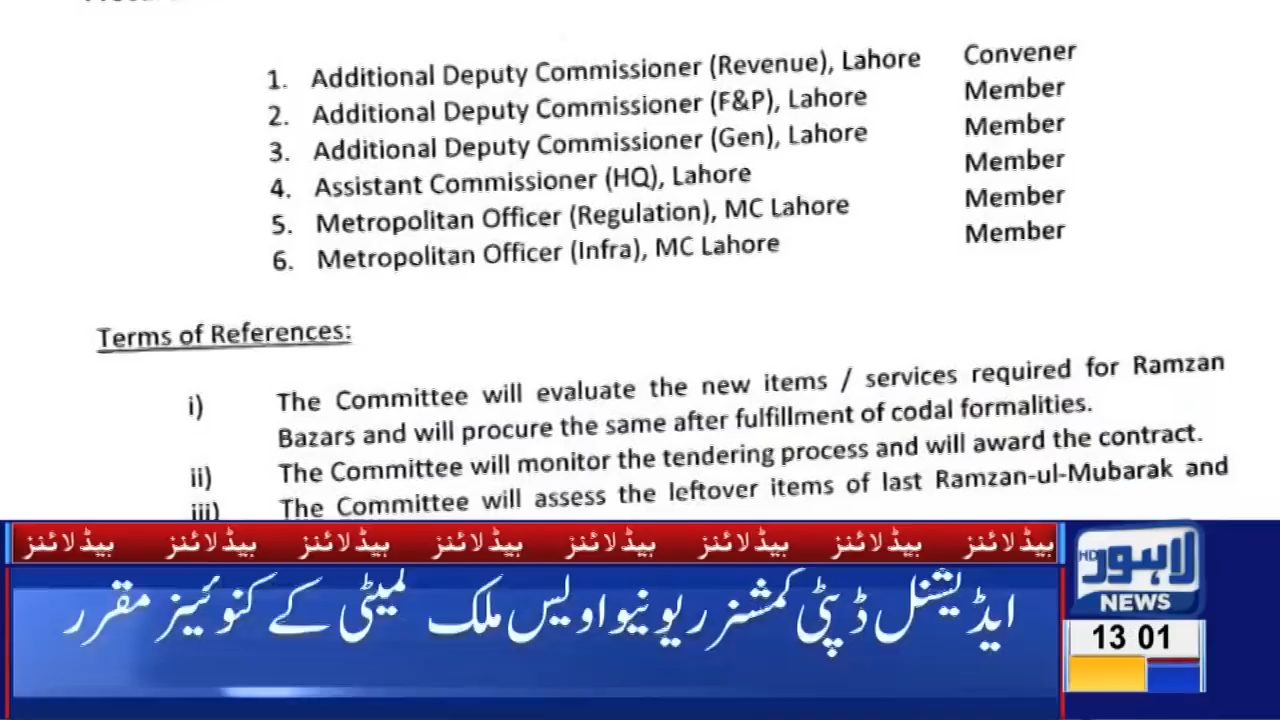 1. Additional Deputy Commissioner (Revenue), Lahore Convener
2. Additional Deputy Commissioner (F&P), Lahore Member
3. Additional Deputy Commissioner (Gen), Lahore Member
4. Assistant Commissioner (HQ), Lahore Member
5. Metropolitan Officer (Regulation), MC Lahore Member
6. Metropolitan Officer (Infra), MC Lahore Member
Terms of References:
i) The Committee will evaluate the new items / services required for Ramzan
Bazars and will procure the same after fulfillment of codal formalities.
ii) The Committee will monitor the tendering process and will award the contract.
iii) The Committee will assess the leftover items of last Ramzan-ul-Mubarak and
ہیڈلائنز ہیڈلائنز ہیڈلائنز ہیڈلائنز ہیڈلائنز ہیڈلائنز ہیڈلائنز ہیڈلائنز
ایڈیشنل ڈپٹی کمشنر ریونیو اویس ملک کمیٹی کے کنوئینر مقرر
لاہور HD
NEWS
13 01